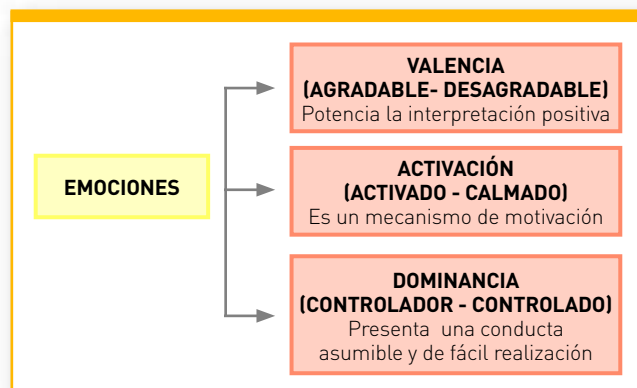 VALENCIA
(AGRADABLE- DESAGRADABLE)
Potencia la interpretación positiva
EMOCIONES
ACTIVACIÓN
(ACTIVADO - CALMADO)
Es un mecanismo de motivación
DOMINANCIA
(CONTROLADOR - CONTROLADO)
Presenta una conducta
asumible y de fácil realización